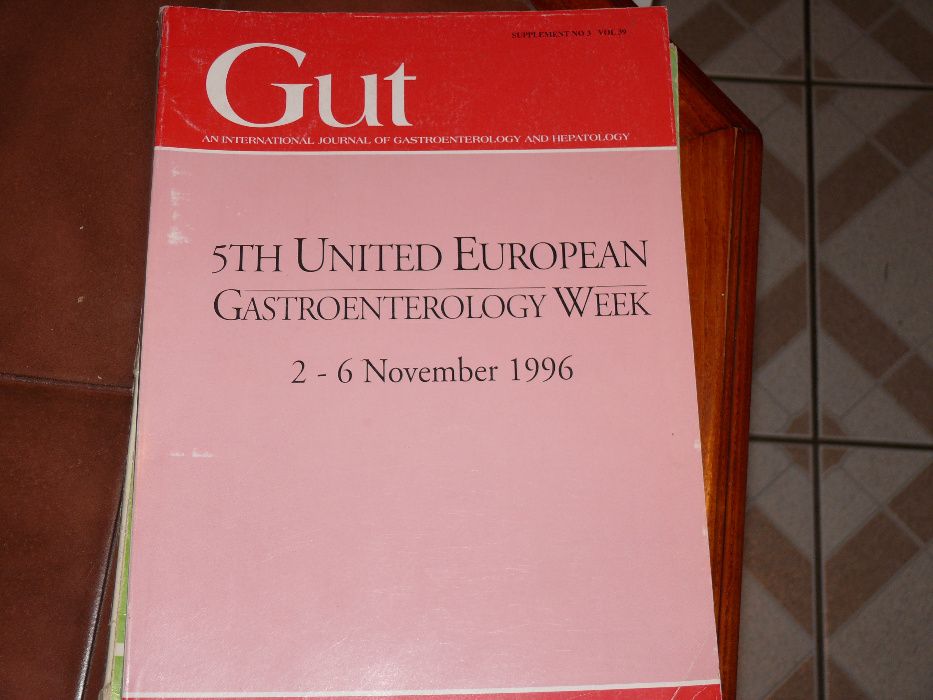 SUPPLEMENT NO 3 VOL 39
Gut
AN INTERNATIONAL JOURNAL OF GASTROENTEROLOGY AND HEPATOLOGY
5TH UNITED EUROPEAN
GASTROENTEROLOGY WEEK
2 - 6 November 1996